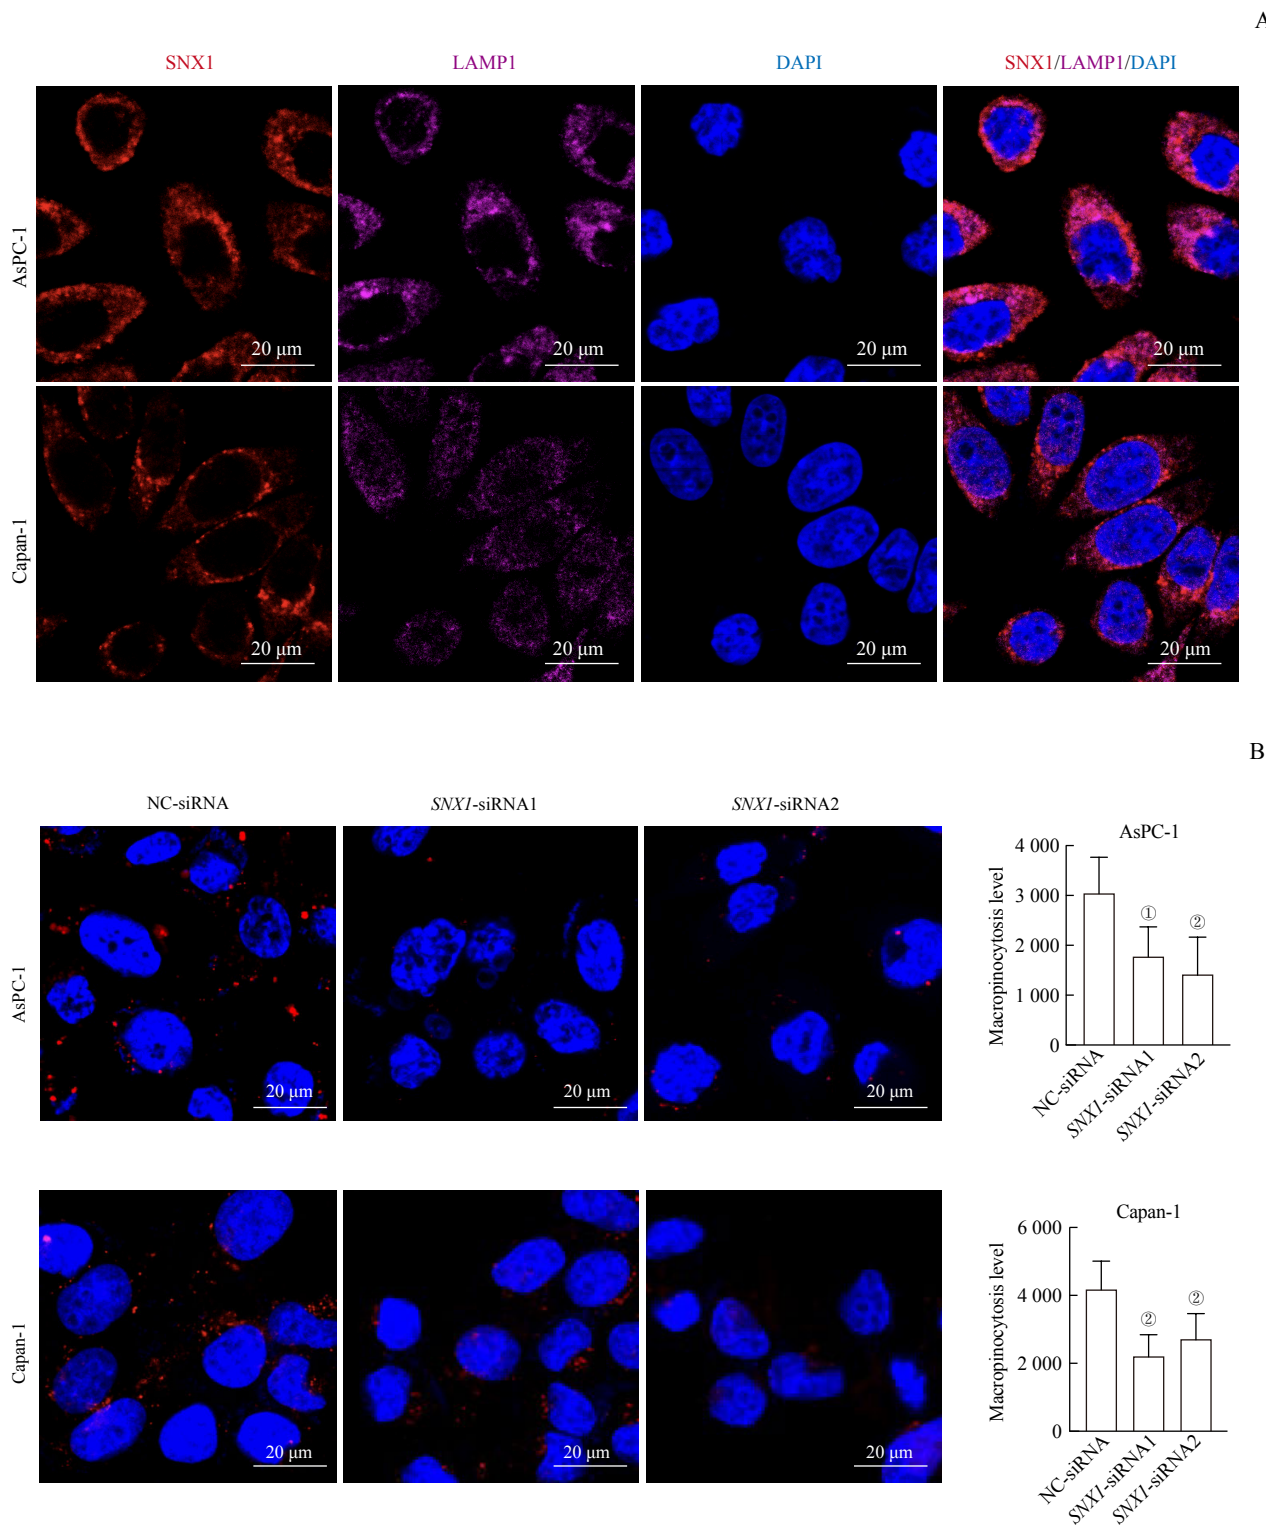 A
SNX1 LAMP1 DAPI SNX1/LAMP1/DAPI
AsPC-1
20 μm 20 μm 20 μm 20 μm
Capan-1
20 μm 20 μm 20 μm 20 μm
B
NC-siRNA SNX1-siRNA1 SNX1-siRNA2
AsPC-1
20 μm 20 μm 20 μm
AsPC-1
Macropinocytosis level
4 000
3 000
2 000
1 000
0
① ②
NC-siRNA SNX1-siRNA1 SNX1-siRNA2
Capan-1
20 μm 20 μm 20 μm
Capan-1
Macropinocytosis level
6 000
4 000
2 000
0
② ②
NC-siRNA SNX1-siRNA1 SNX1-siRNA2